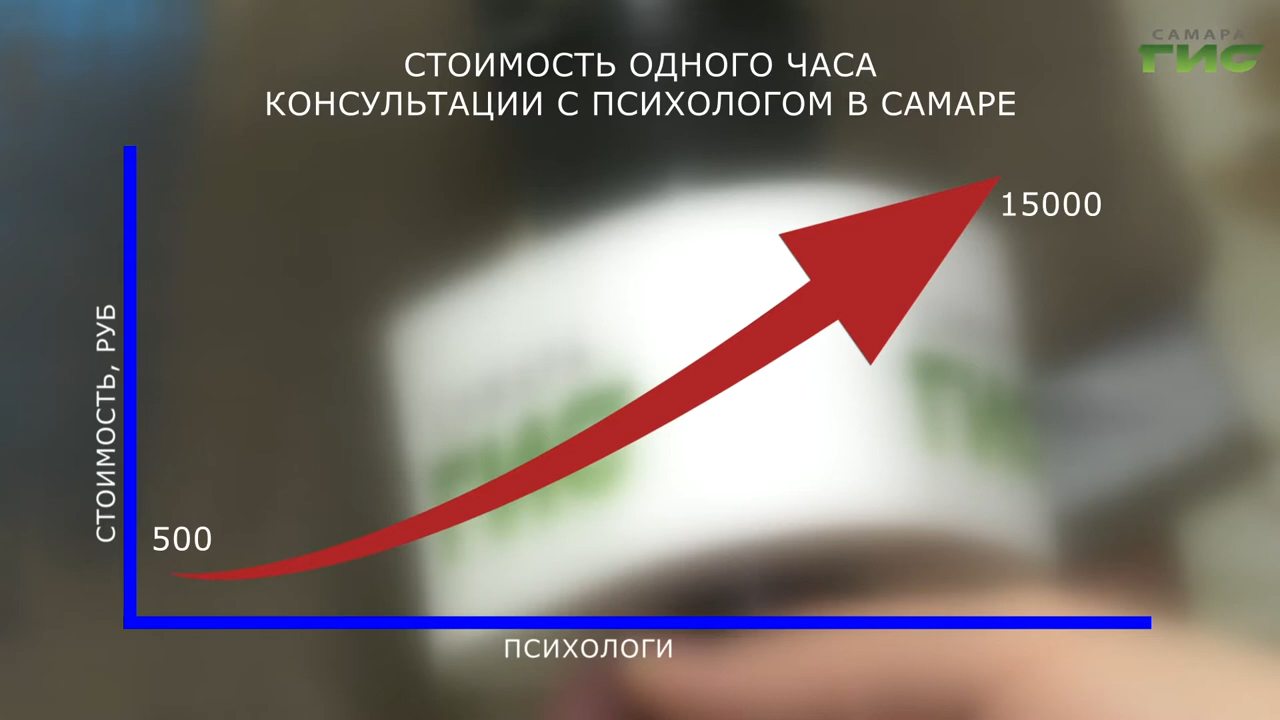 САМАРА
ГИС
СТОИМОСТЬ ОДНОГО ЧАСА
КОНСУЛЬТАЦИИ С ПСИХОЛОГОМ В САМАРЕ
15000
СТОИМОСТЬ, РУБ
500
ПСИХОЛОГИ